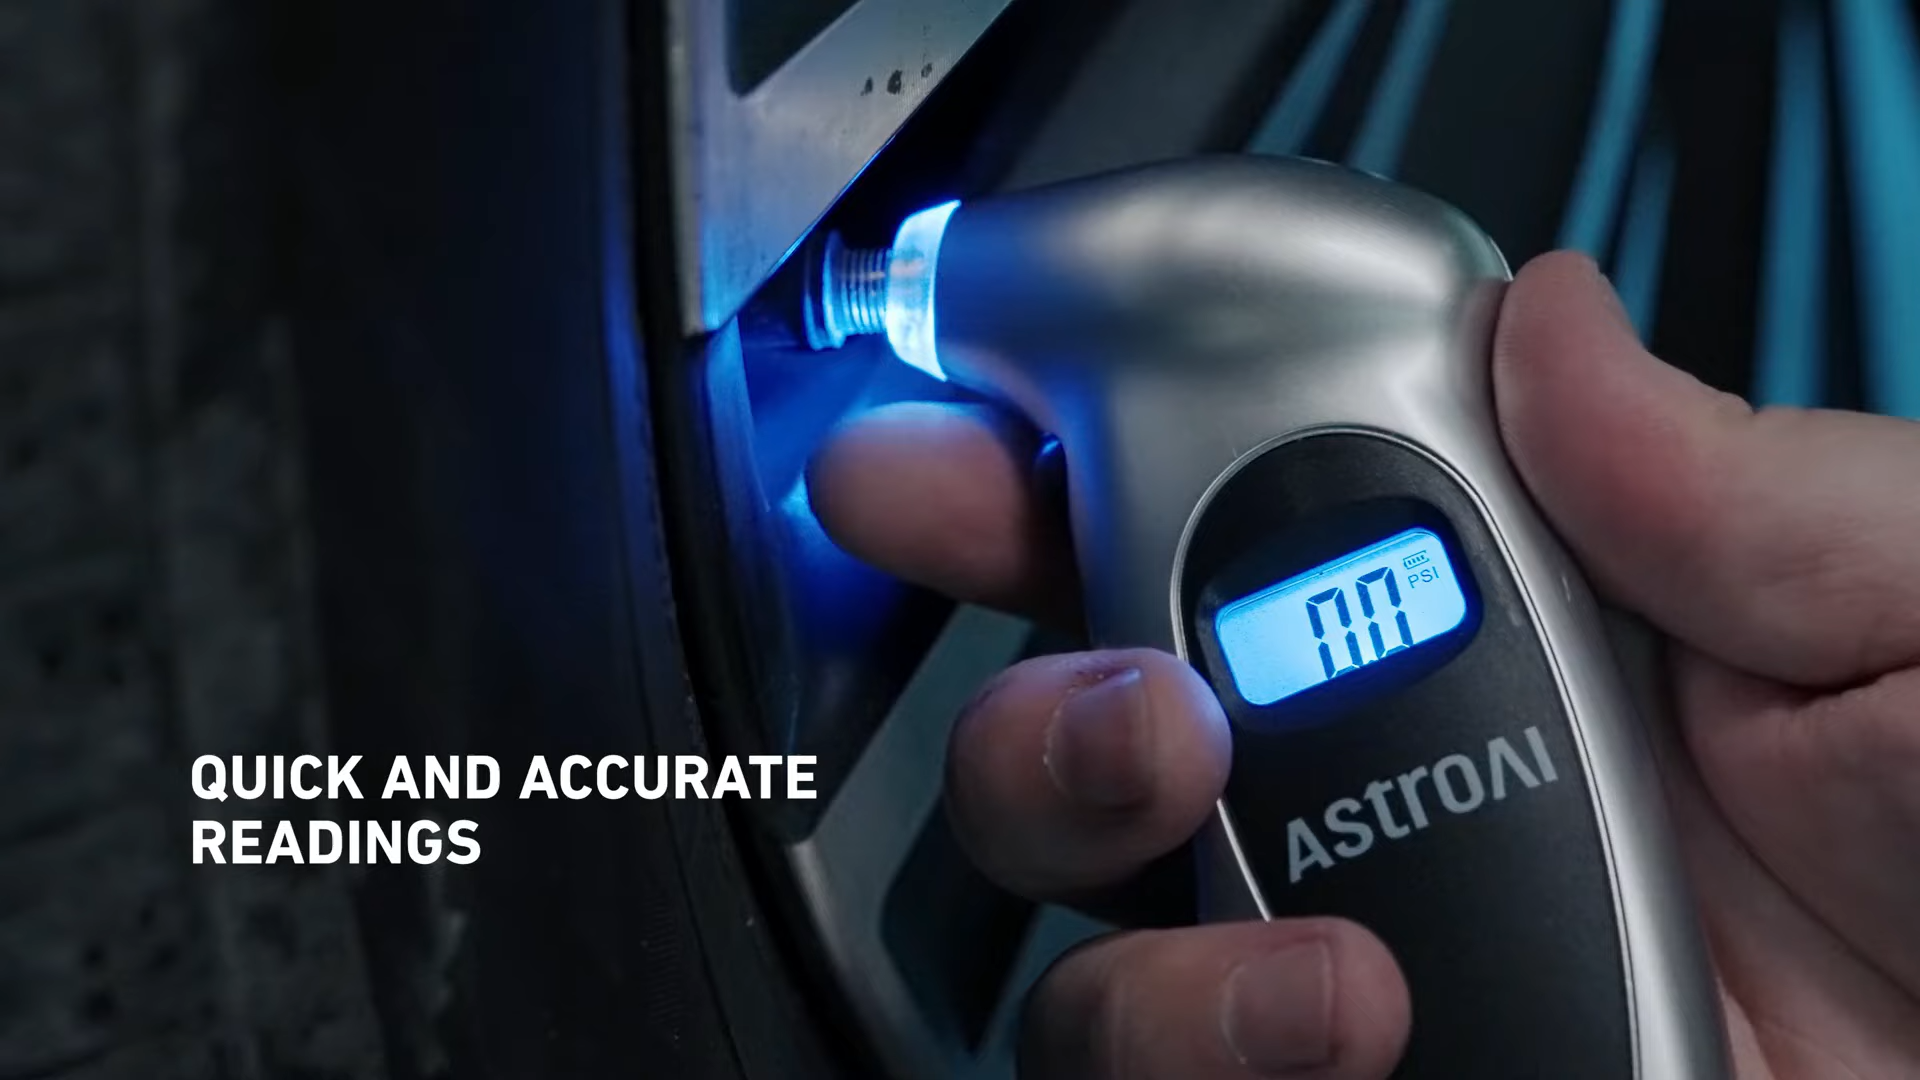 PSI
0.0
ASTROAI
QUICK AND ACCURATE
READINGS